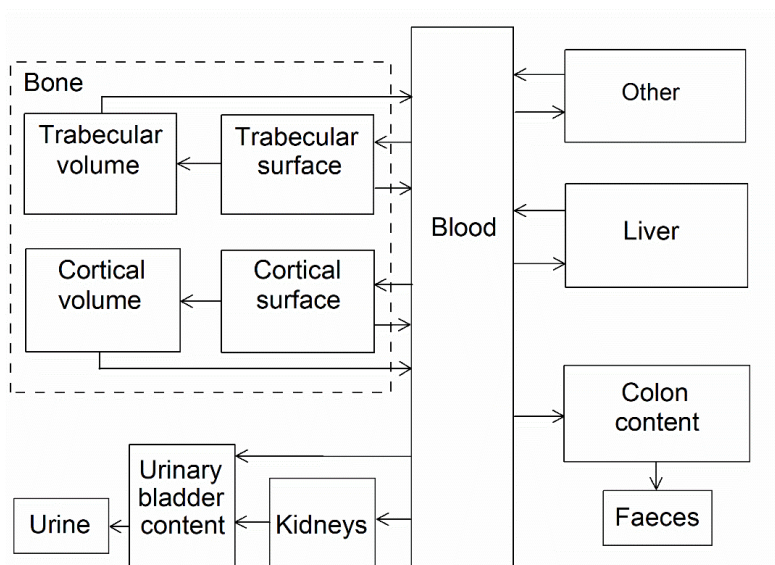 Bone
Trabecular
volume
Trabecular
surface
Cortical
volume
Cortical
surface
Blood
Other
Liver
Colon
content
Faeces
Urinary
bladder
content
Kidneys
Urine